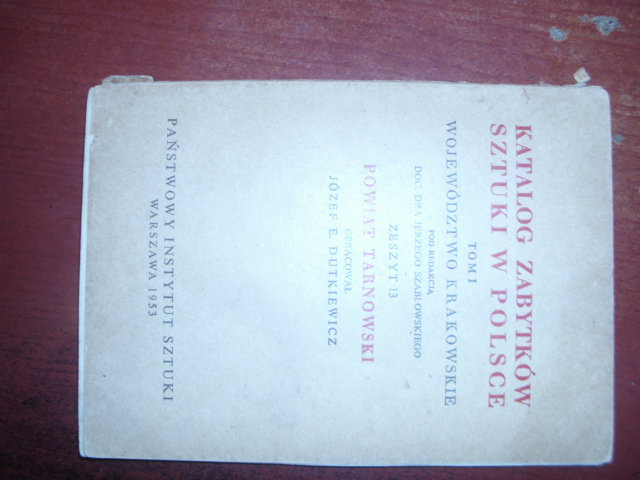 KATALOG ZABYTKÓW
SZTUKI W POLSCE
TOM I
WOJEWÓDZTWO KRAKOWSKIE
POD REDAKCJĄ
DOC. DRA JERZEGO SZABŁOWSKIEGO
ZESZYT 13
POWIAT TARNOWSKI
OPRACOWAŁ
JÓZEF E. DUTKIEWICZ
PAŃSTWOWY INSTYTUT SZTUKI
WARSZAWA 1953